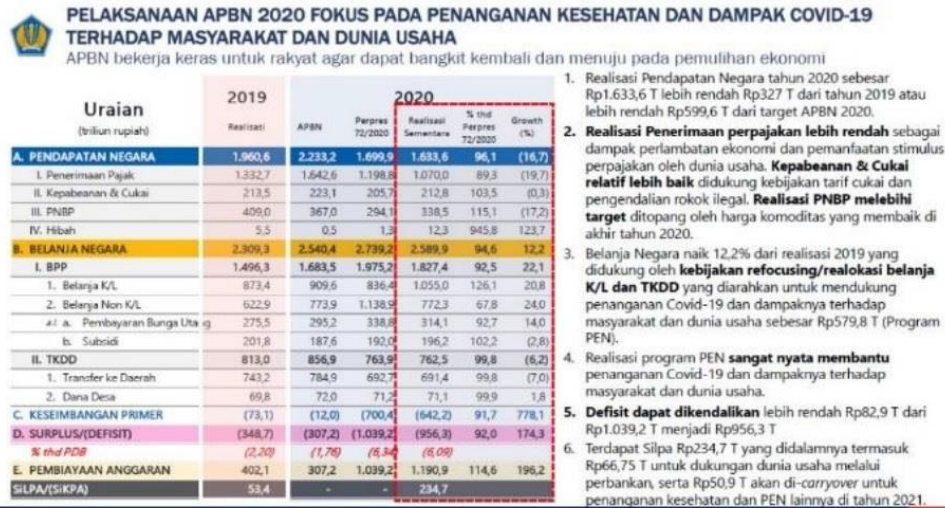 PELAKSANAAN APBN 2020 FOKUS PADA PENANGANAN KESEHATAN DAN DAMPAK COVID-19
TERHADAP MASYARAKAT DAN DUNIA USAHA
APBN bekerja keras untuk rakyat agar dapat bangkit kembali dan menuju pada pemulihan ekonomi
Uraian
(triliun rupiah)
2019
2020
Realisasi
APBN
Perpres 72/2020
Realisasi Sementara
% thd Perpres 72/2020
Growth (%)
A. PENDAPATAN NEGARA 1.960,6 2.233,2 1.699,9 1.633,6 96,1 (16,7)
I. Penerimaan Pajak 1.332,7 1.642,6 1.198,8 1.070,0 89,3 (19,7)
II. Kepabeanan & Cukai 213,5 223,1 205,7 212,8 103,5 (0,3)
III. PNBP 409,0 367,0 294,1 338,5 115,1 (17,2)
IV. Hibah 5,5 0,5 1,3 12,3 945,8 123,7
B. BELANJA NEGARA 2.309,3 2.540,4 2.739,2 2.589,9 94,6 12,2
I. BPP 1.496,3 1.683,5 1.975,2 1.827,4 92,5 22,1
1. Belanja K/L 873,4 909,6 836,4 1.055,0 126,1 20,8
2. Belanja Non K/L 622,9 773,9 1.138,9 772,3 67,8 24,0
a. Pembayaran Bunga Utang 275,5 295,2 338,8 314,1 92,7 14,0
b. Subsidi 201,8 187,6 192,0 196,2 102,2 (2,8)
II. TKDD 813,0 856,9 763,9 762,5 99,8 (6,2)
1. Transfer ke Daerah 743,2 784,9 692,7 691,4 99,8 (7,0)
2. Dana Desa 69,8 72,0 71,2 71,1 99,9 1,8
C. KESEIMBANGAN PRIMER (73,1) (12,0) (700,4) (642,2) 91,7 778,1
D. SURPLUS/(DEFISIT) (348,7) (307,2) (1.039,2) (956,3) 92,0 174,3
% thd PDB (2,20) (1,76) (6,34) (6,09)
E. PEMBIAYAAN ANGGARAN 402,1 307,2 1.039,2 1.190,9 114,6 196,2
SiLPA/(SiKPA) 53,4 - - 234,7
1. Realisasi Pendapatan Negara tahun 2020 sebesar
Rp1.633,6 T lebih rendah Rp327 T dari tahun 2019 atau
lebih rendah Rp599,6 T dari target APBN 2020.
2. Realisasi Penerimaan perpajakan lebih rendah sebagai
dampak perlambatan ekonomi dan pemanfaatan stimulus
perpajakan oleh dunia usaha. Kepabeanan & Cukai
relatif lebih baik didukung kebijakan tarif cukai dan
pengendalian rokok ilegal. Realisasi PNBP melebihi
target ditopang oleh harga komoditas yang membaik di
akhir tahun 2020.
3. Belanja Negara naik 12,2% dari realisasi 2019 yang
didukung oleh kebijakan refocusing/realokasi belanja
K/L dan TKDD yang diarahkan untuk mendukung
penanganan Covid-19 dan dampaknya terhadap
masyarakat dan dunia usaha sebesar Rp579,8 T (Program
PEN).
4. Realisasi program PEN sangat nyata membantu
penanganan Covid-19 dan dampaknya terhadap
masyarakat dan dunia usaha.
5. Defisit dapat dikendalikan lebih rendah Rp82,9 T dari
Rp1.039,2 T menjadi Rp956,3 T
6. Terdapat Silpa Rp234,7 T yang didalamnya termasuk
Rp66,75 T untuk dukungan dunia usaha melalui
perbankan, serta Rp50,9 T akan di-carryover untuk
penanganan kesehatan dan PEN lainnya di tahun 2021.